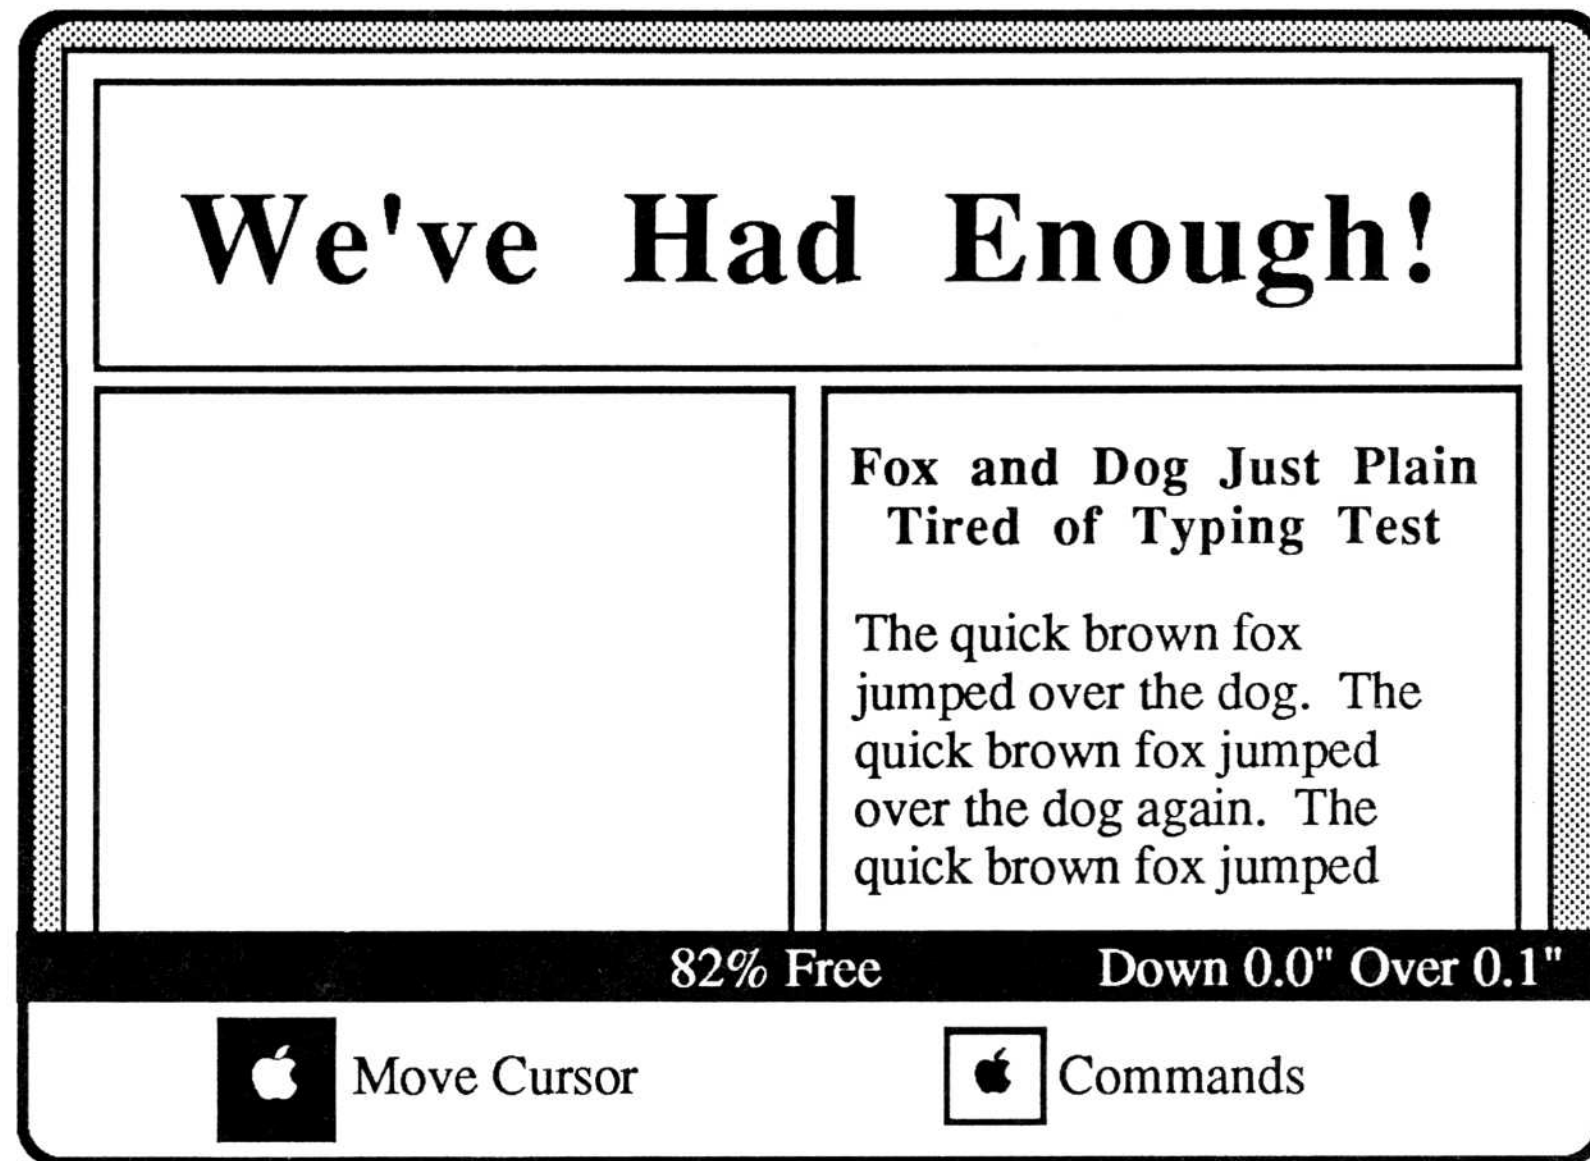 We've Had Enough!
Fox and Dog Just Plain
Tired of Typing Test
The quick brown fox
jumped over the dog.  The
quick brown fox jumped
over the dog again.  The
quick brown fox jumped
82% Free
Down 0.0" Over 0.1"
Move Cursor
Commands